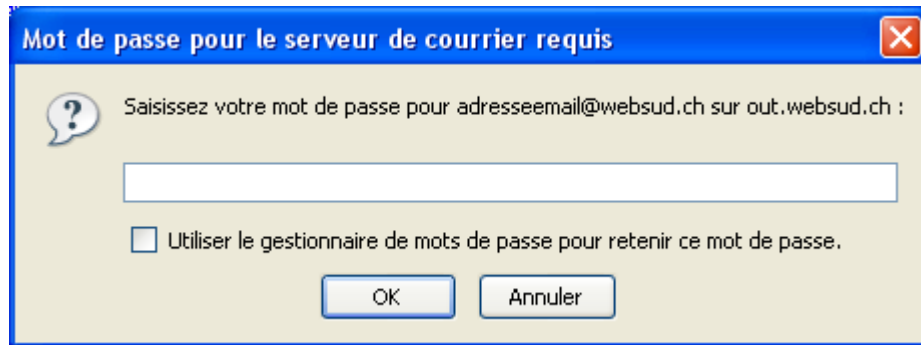 Mot de passe pour le serveur de courrier requis
Saisissez votre mot de passe pour adresseemail@websud.ch sur out.websud.ch :
Utiliser le gestionnaire de mots de passe pour retenir ce mot de passe.
OK Annuler